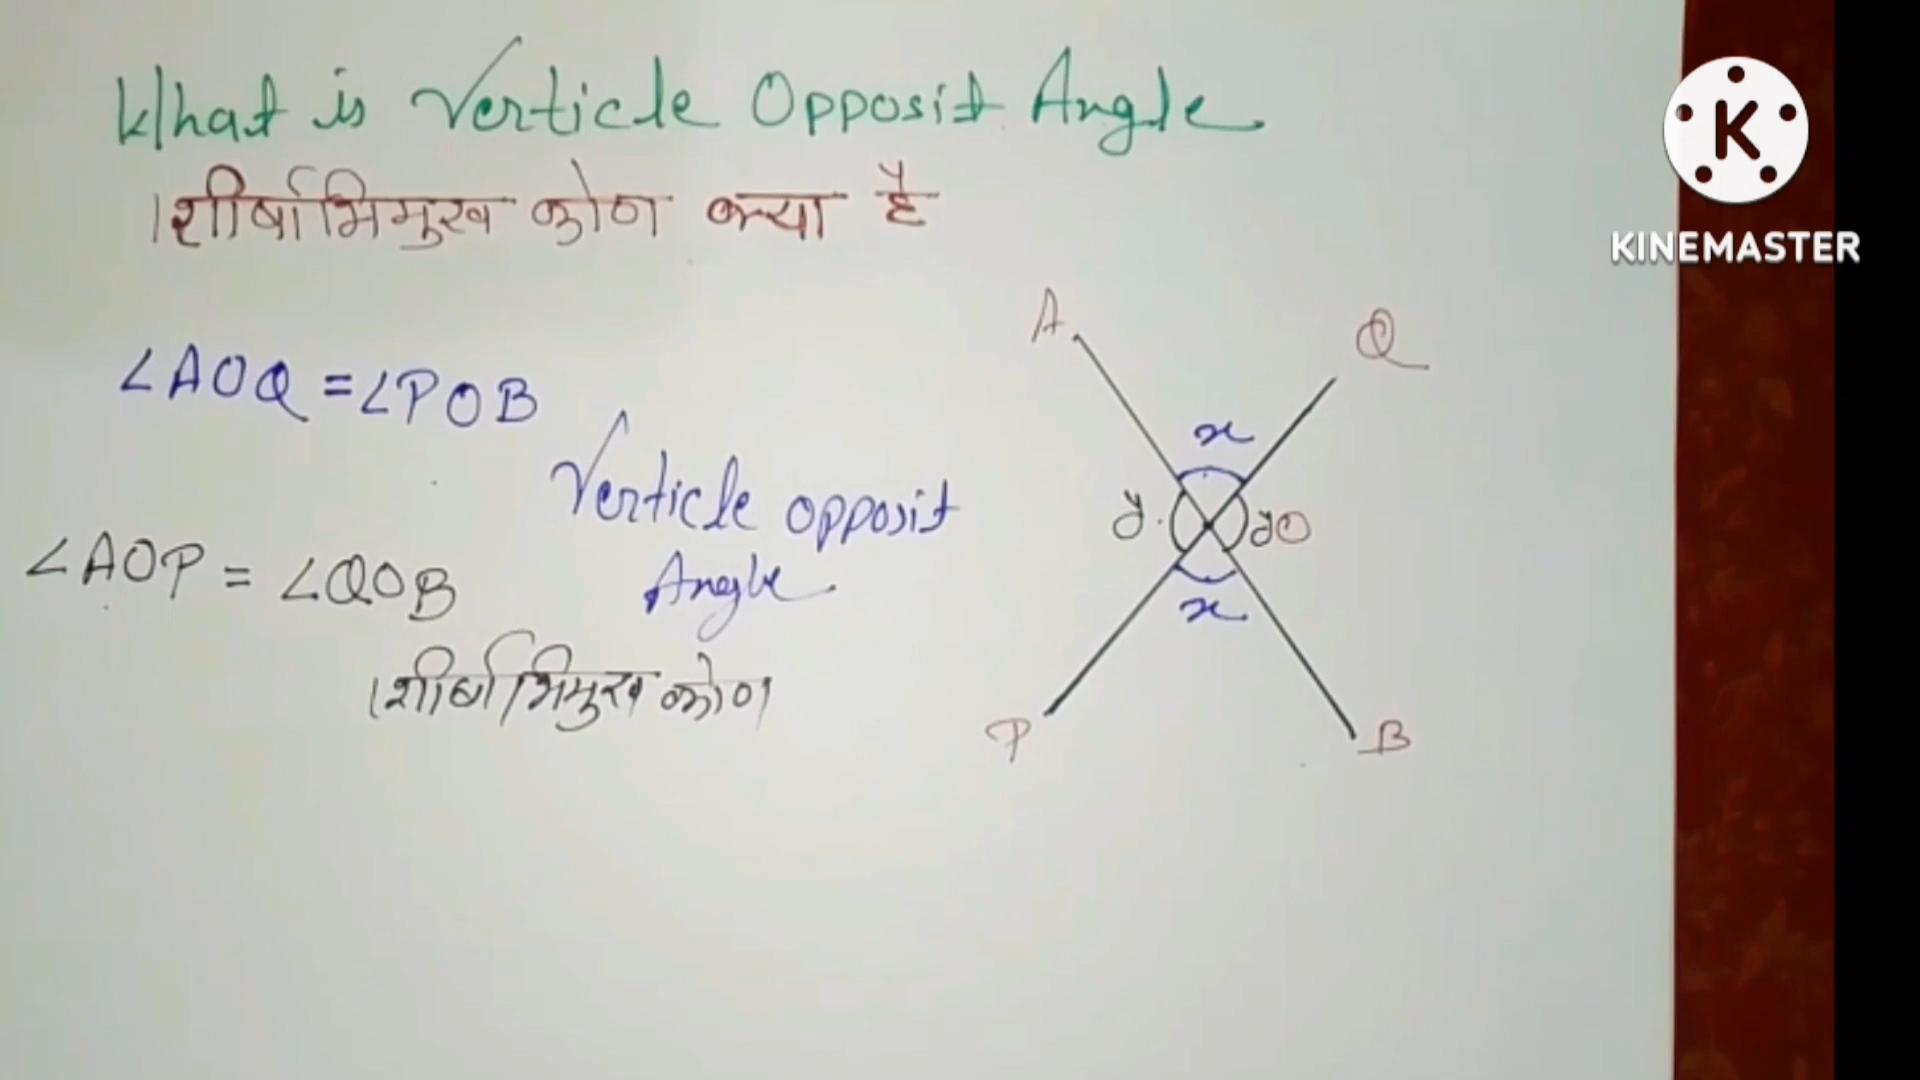 What is Verticle Opposit Angle
शीर्षाभिमुख कोण क्या है
∠AOQ = ∠POB
Verticle opposit
Angle
∠AOP = ∠QOB
शीर्षाभिमुख कोण
A
Q
x
y
y O
x
P
B
K
KINEMASTER